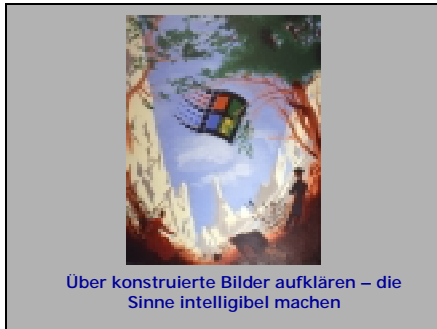 Über konstruierte Bilder aufklären – die
Sinne intelligibel machen